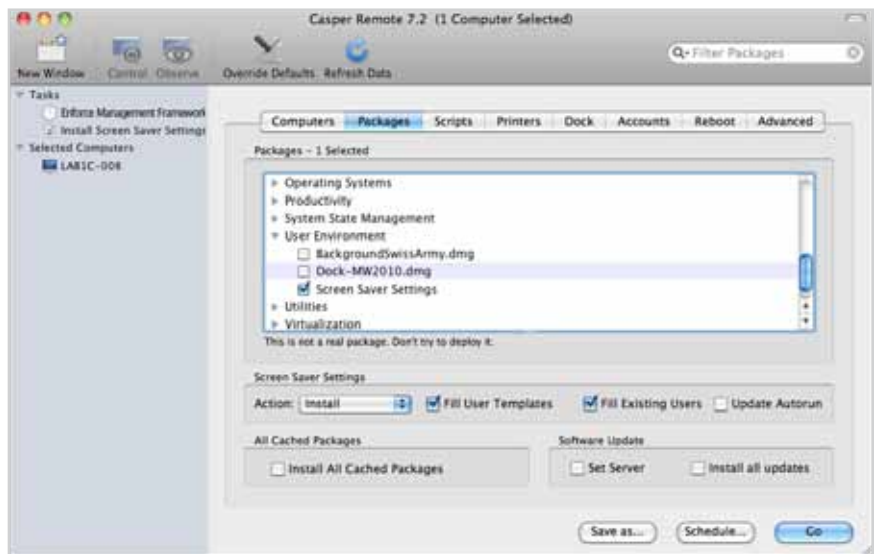 Casper Remote 7.2 (1 Computer Selected)
New Window Control Observe Override Defaults Refresh Data
Filter Packages
Tasks
Enforce Management Framework
Install Screen Saver Settings
Selected Computers
LAB1C-008
Computers Packages Scripts Printers Dock Accounts Reboot Advanced
Packages - 1 Selected
Operating Systems
Productivity
System State Management
User Environment
BackgroundSwissArmy.dmg
Dock-MW2010.dmg
Screen Saver Settings
Utilities
Virtualization
This is not a real package. Don't try to deploy it.
Screen Saver Settings
Action: Install Fill User Templates Fill Existing Users Update Autorun
All Cached Packages
Install All Cached Packages
Software Update
Set Server Install all updates
Save as... Schedule... Go